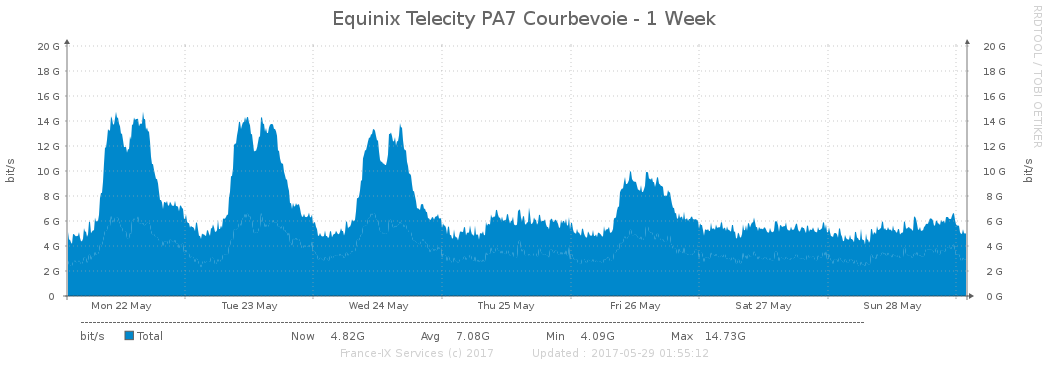 Equinix Telecity PA7 Courbevoie - 1 Week
RRDTOOL / TOBI OETIKER
bit/s
20 G
18 G
16 G
14 G
12 G
10 G
8 G
6 G
4 G
2 G
0
20 G
18 G
16 G
14 G
12 G
10 G
8 G
6 G
4 G
2 G
0 G
bit/s
Mon 22 May Tue 23 May Wed 24 May Thu 25 May Fri 26 May Sat 27 May Sun 28 May
bit/s Total Now 4.82G Avg 7.08G Min 4.09G Max 14.73G
France-IX Services (c) 2017 Updated : 2017-05-29 01:55:12